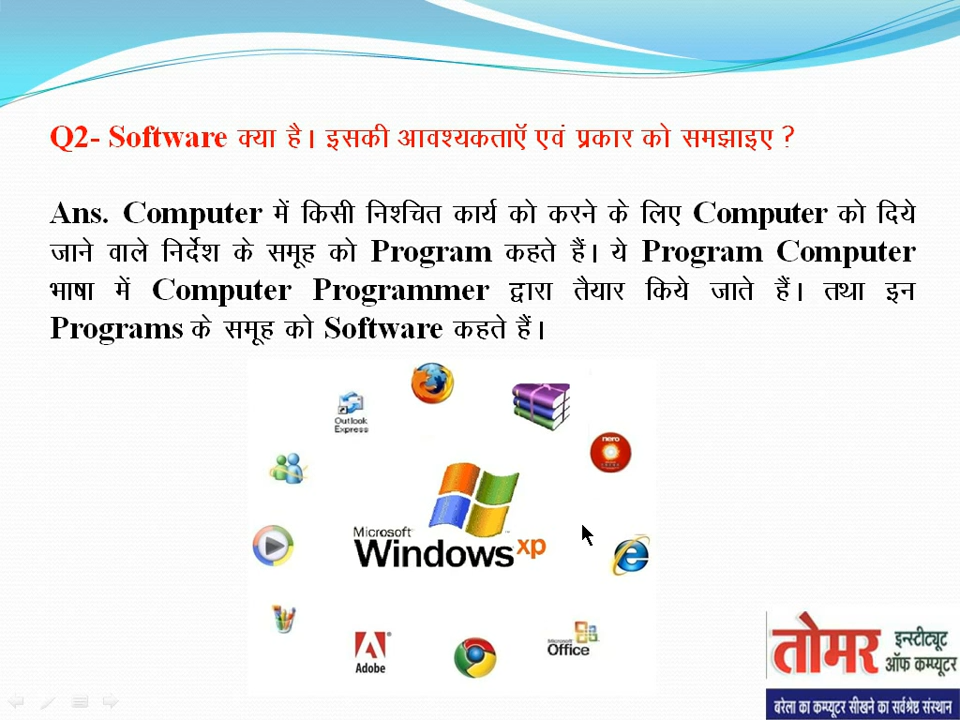 Q2- Software क्या है। इसकी आवश्यकताऍ एवं प्रकार को समझाइए ?
Ans. Computer में किसी निश्चित कार्य को करने के लिए Computer को दिये
जाने वाले निर्देश के समूह को Program कहते हैं। ये Program Computer
भाषा में Computer Programmer द्वारा तैयार किये जाते हैं। तथा इन
Programs के समूह को Software कहते हैं।
Outlook
Express
nero
Microsoft
Windows xp
Adobe
Microsoft
Office
तोमर इन्स्टीट्यूट
ऑफ कम्प्यूटर
बरेला का कम्प्यूटर सीखने का सर्वश्रेष्ठ संस्थान